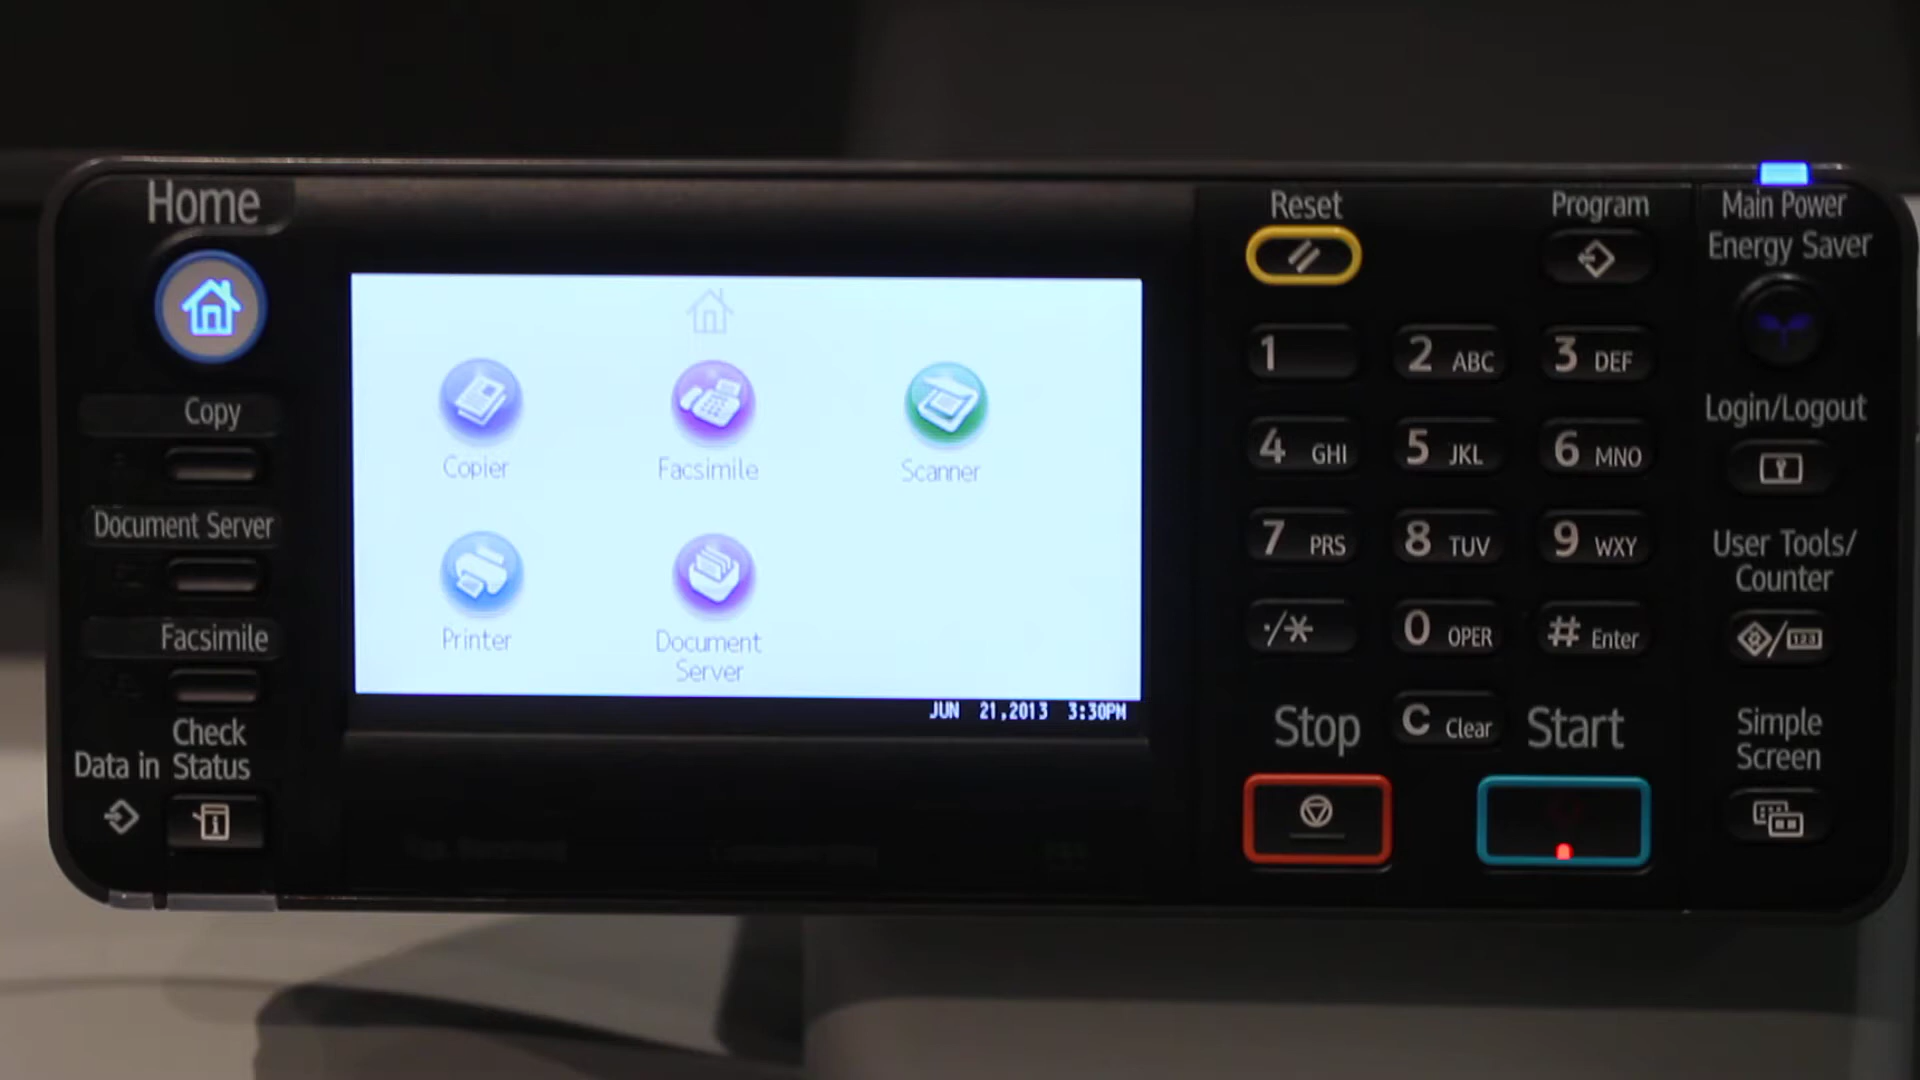 Home
Copy
Document Server
Facsimile
Check
Data in Status
Copier
Facsimile
Scanner
Printer
Document
Server
JUN 21,2013 3:30PM
Reset
Program
1
2 ABC
3 DEF
4 GHI
5 JKL
6 MNO
7 PRS
8 TUV
9 WXY
·/*
0 OPER
# Enter
Stop
C Clear
Start
Main Power
Energy Saver
Login/Logout
User Tools/
Counter
123
Simple
Screen